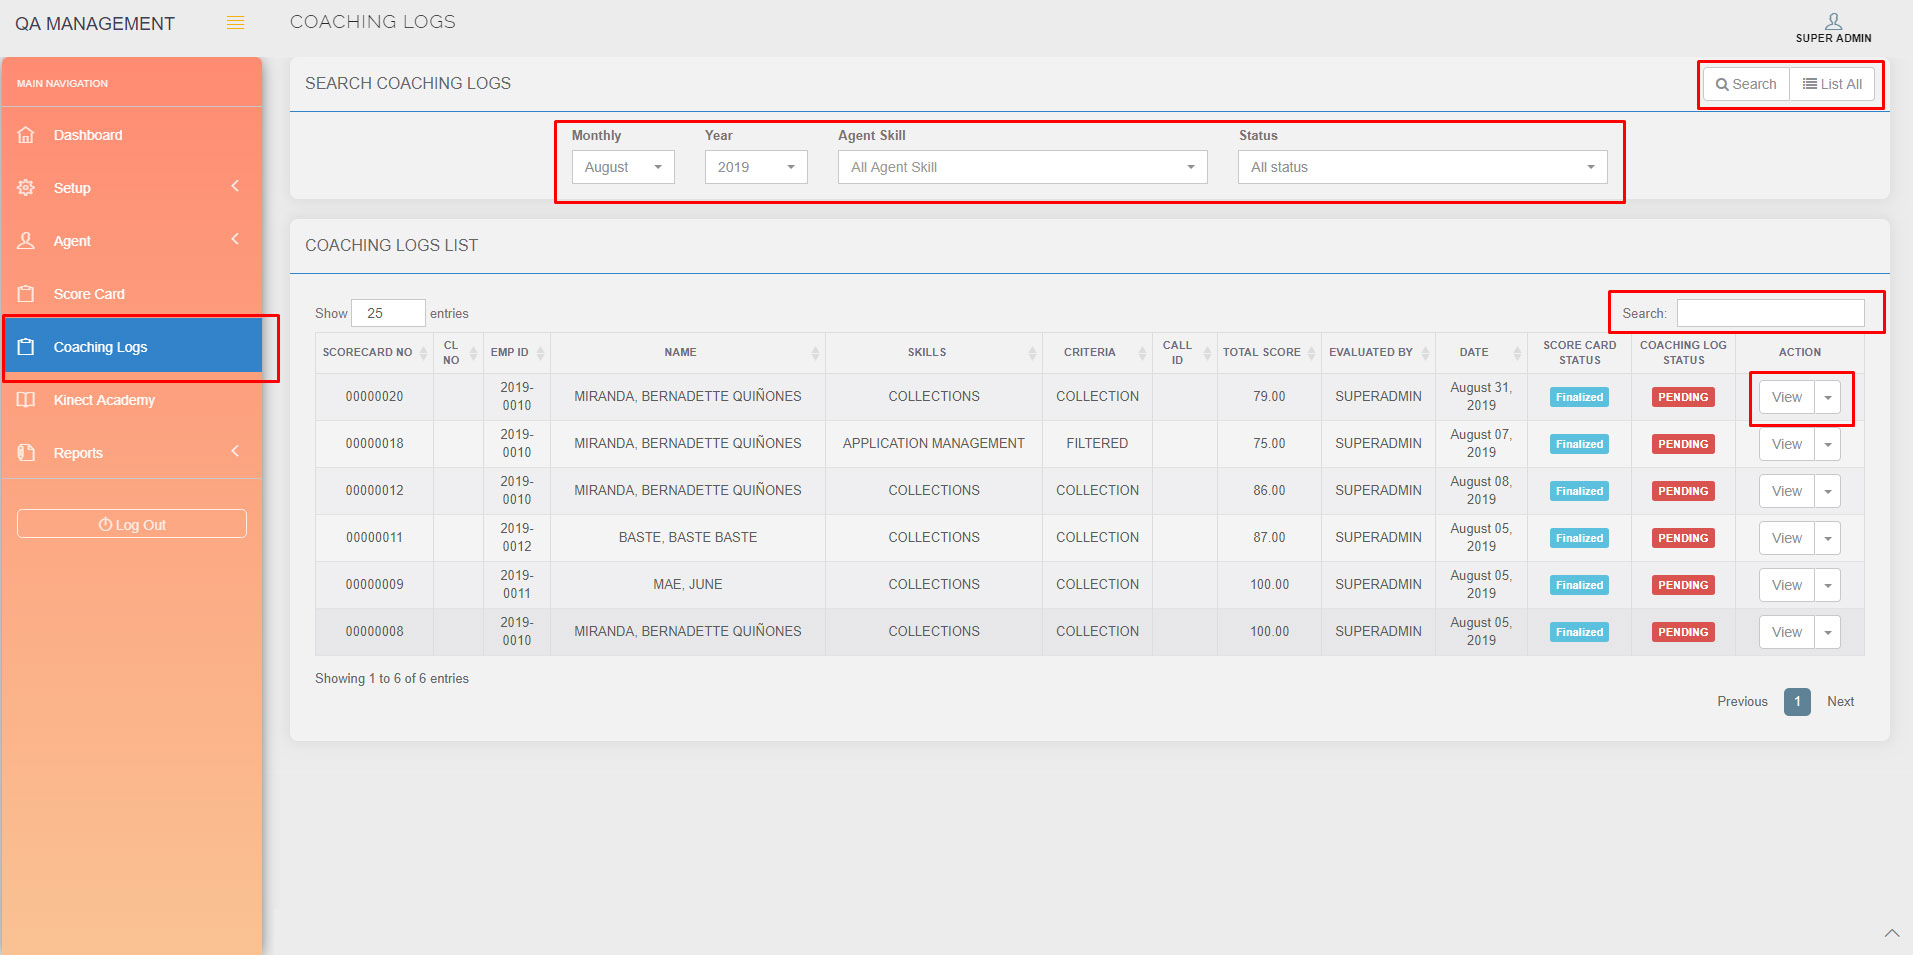 QA MANAGEMENT
COACHING LOGS
SUPER ADMIN
MAIN NAVIGATION
Dashboard
Setup
Agent
Score Card
Coaching Logs
Kinect Academy
Reports
Log Out
SEARCH COACHING LOGS
Search List All
Monthly Year Agent Skill Status
August 2019 All Agent Skill All status
COACHING LOGS LIST
Show 25 entries Search:
SCORECARD NO CL NO EMP ID NAME SKILLS CRITERIA CALL ID TOTAL SCORE EVALUATED BY DATE SCORE CARD STATUS COACHING LOG STATUS ACTION
00000020 2019-0010 MIRANDA, BERNADETTE QUIÑONES COLLECTIONS COLLECTION 79.00 SUPERADMIN August 31, 2019 Finalized PENDING View
00000018 2019-0010 MIRANDA, BERNADETTE QUIÑONES APPLICATION MANAGEMENT FILTERED 75.00 SUPERADMIN August 07, 2019 Finalized PENDING View
00000012 2019-0010 MIRANDA, BERNADETTE QUIÑONES COLLECTIONS COLLECTION 86.00 SUPERADMIN August 08, 2019 Finalized PENDING View
00000011 2019-0012 BASTE, BASTE BASTE COLLECTIONS COLLECTION 87.00 SUPERADMIN August 05, 2019 Finalized PENDING View
00000009 2019-0011 MAE, JUNE COLLECTIONS COLLECTION 100.00 SUPERADMIN August 05, 2019 Finalized PENDING View
00000008 2019-0010 MIRANDA, BERNADETTE QUIÑONES COLLECTIONS COLLECTION 100.00 SUPERADMIN August 05, 2019 Finalized PENDING View
Showing 1 to 6 of 6 entries
Previous 1 Next